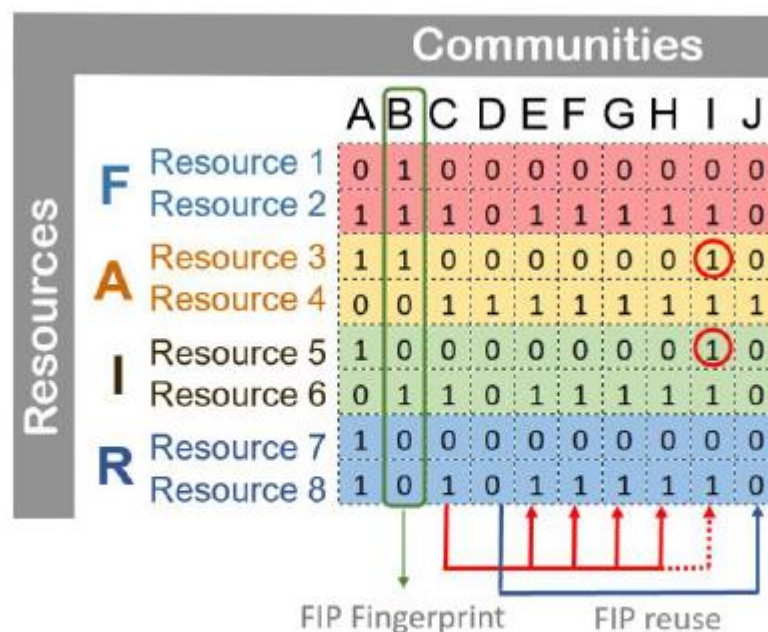 Communities
A B C D E F G H I J
Resources
F
Resource 1 0 1 0 0 0 0 0 0 0 0
Resource 2 1 1 1 0 1 1 1 1 1 0
A
Resource 3 1 1 0 0 0 0 0 0 1 0
Resource 4 0 0 1 1 1 1 1 1 1 1
I
Resource 5 1 0 0 0 0 0 0 0 1 0
Resource 6 0 1 1 0 1 1 1 1 1 0
R
Resource 7 1 0 0 0 0 0 0 0 0 0
Resource 8 1 0 1 0 1 1 1 1 1 0
FIP Fingerprint FIP reuse